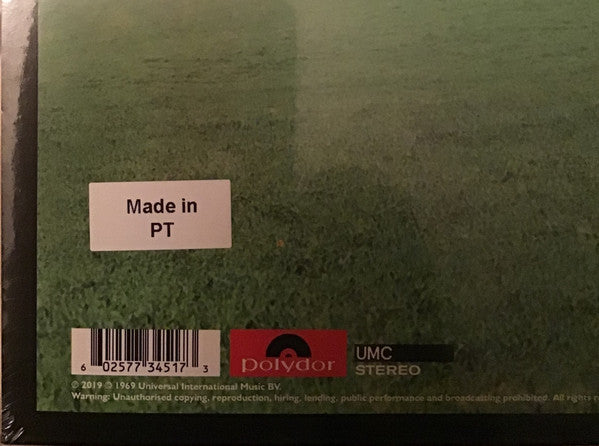 Made in
PT
6 02577 34517 3
polydor
UMC
STEREO
℗ 2019 © 1969 Universal International Music BV.
Warning: Unauthorised copying, reproduction, hiring, lending, public performance and broadcasting prohibited. All rights